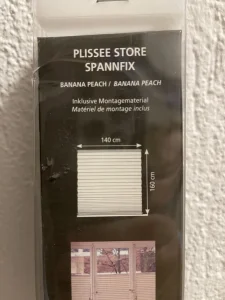 PLISSEE STORE
SPANNFIX
BANANA PEACH / BANANA PEACH
Inklusive Montagematerial
Matériel de montage inclus
140 cm
160 cm